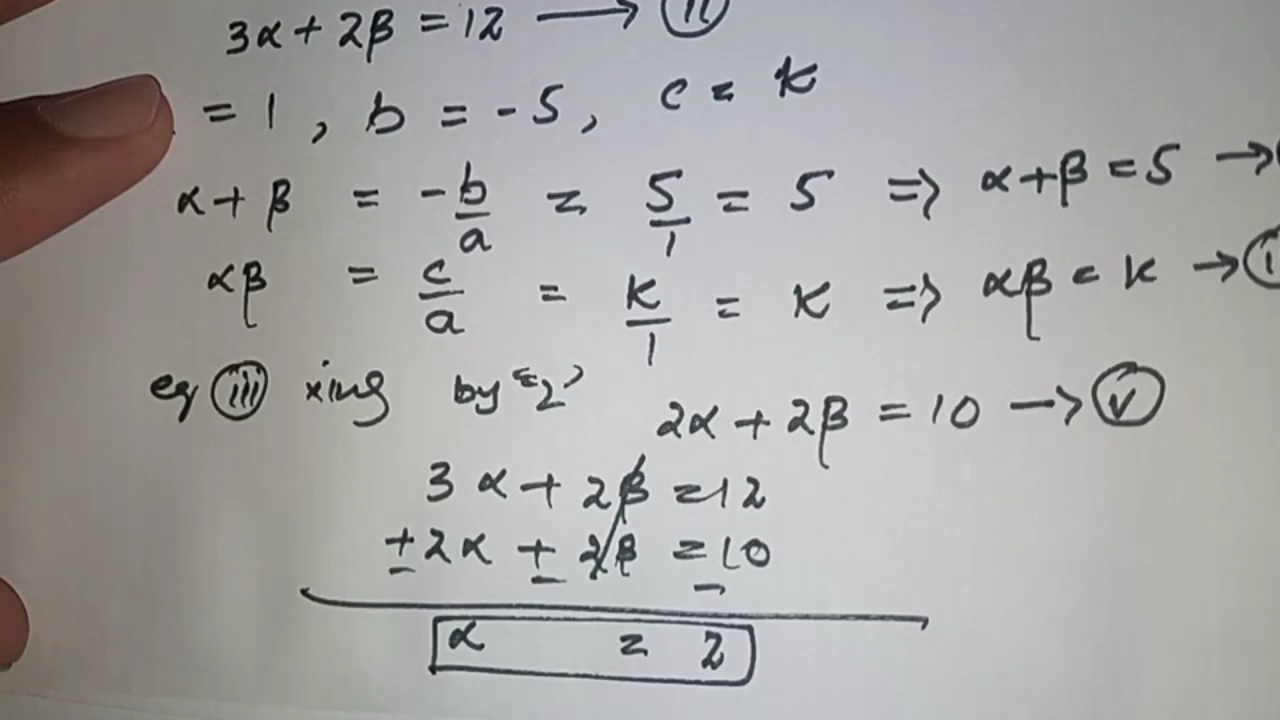 3α + 2β = 12 → (ii)
= 1 , b = -5 , c = k
α + β = -b/a = 5/1 = 5 ⇒ α + β = 5 →
αβ = c/a = k/1 = k ⇒ αβ = k →
eq (iii) xing by "2" 2α + 2β = 10 → (v)
3α + 2β = 12
±2α ± 2β = 10
α = 2